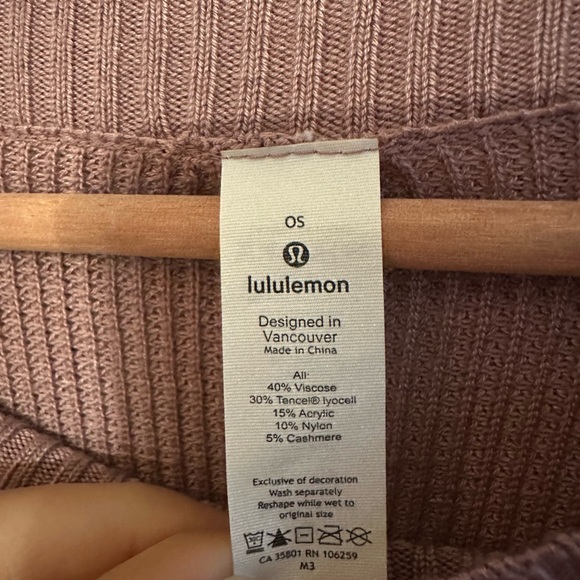 OS
lululemon
Designed in
Vancouver
Made in China
All:
40% Viscose
30% Tencel® lyocell
15% Acrylic
10% Nylon
5% Cashmere
Exclusive of decoration
Wash separately
Reshape while wet to
original size
CA 35801 RN 106259
M3